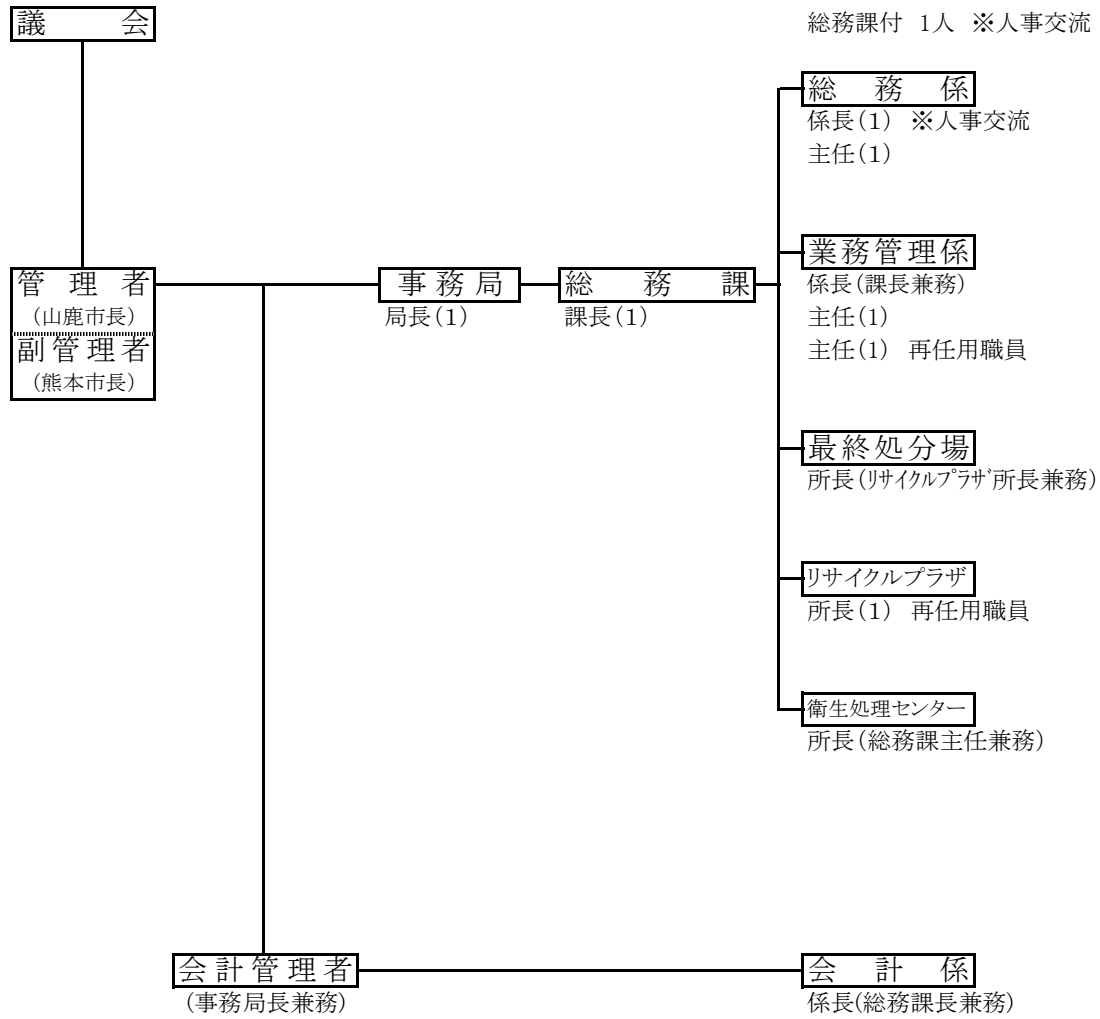 議会
総務課付 1人 ※人事交流
総務係
係長(1) ※人事交流
主任(1)
業務管理係
係長(課長兼務)
主任(1)
主任(1) 再任用職員
管理者
(山鹿市長)
副管理者
(熊本市長)
事務局
局長(1)
総務課
課長(1)
最終処分場
所長(ﾘｻｲｸﾙﾌﾟﾗｻﾞ所長兼務)
リサイクルプラザ
所長(1) 再任用職員
衛生処理センター
所長(総務課主任兼務)
会計管理者
(事務局長兼務)
会計係
係長(総務課長兼務)